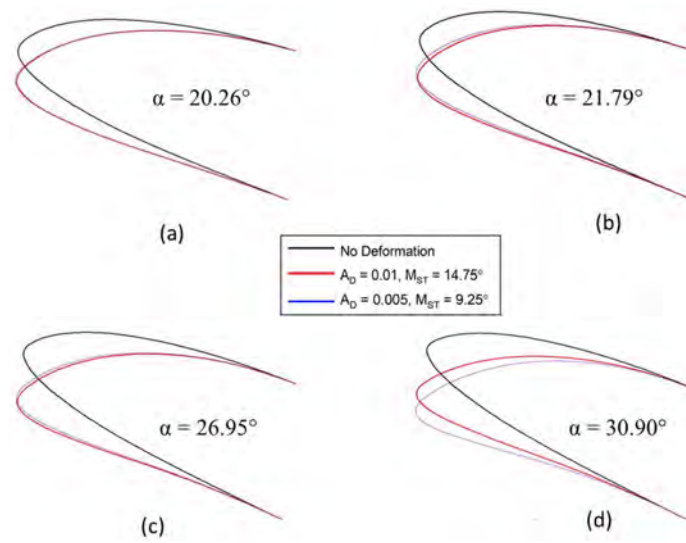 α = 20.26°
α = 21.79°
(a)
(b)
No Deformation
A_D = 0.01, M_ST = 14.75°
A_D = 0.005, M_ST = 9.25°
α = 26.95°
α = 30.90°
(c)
(d)